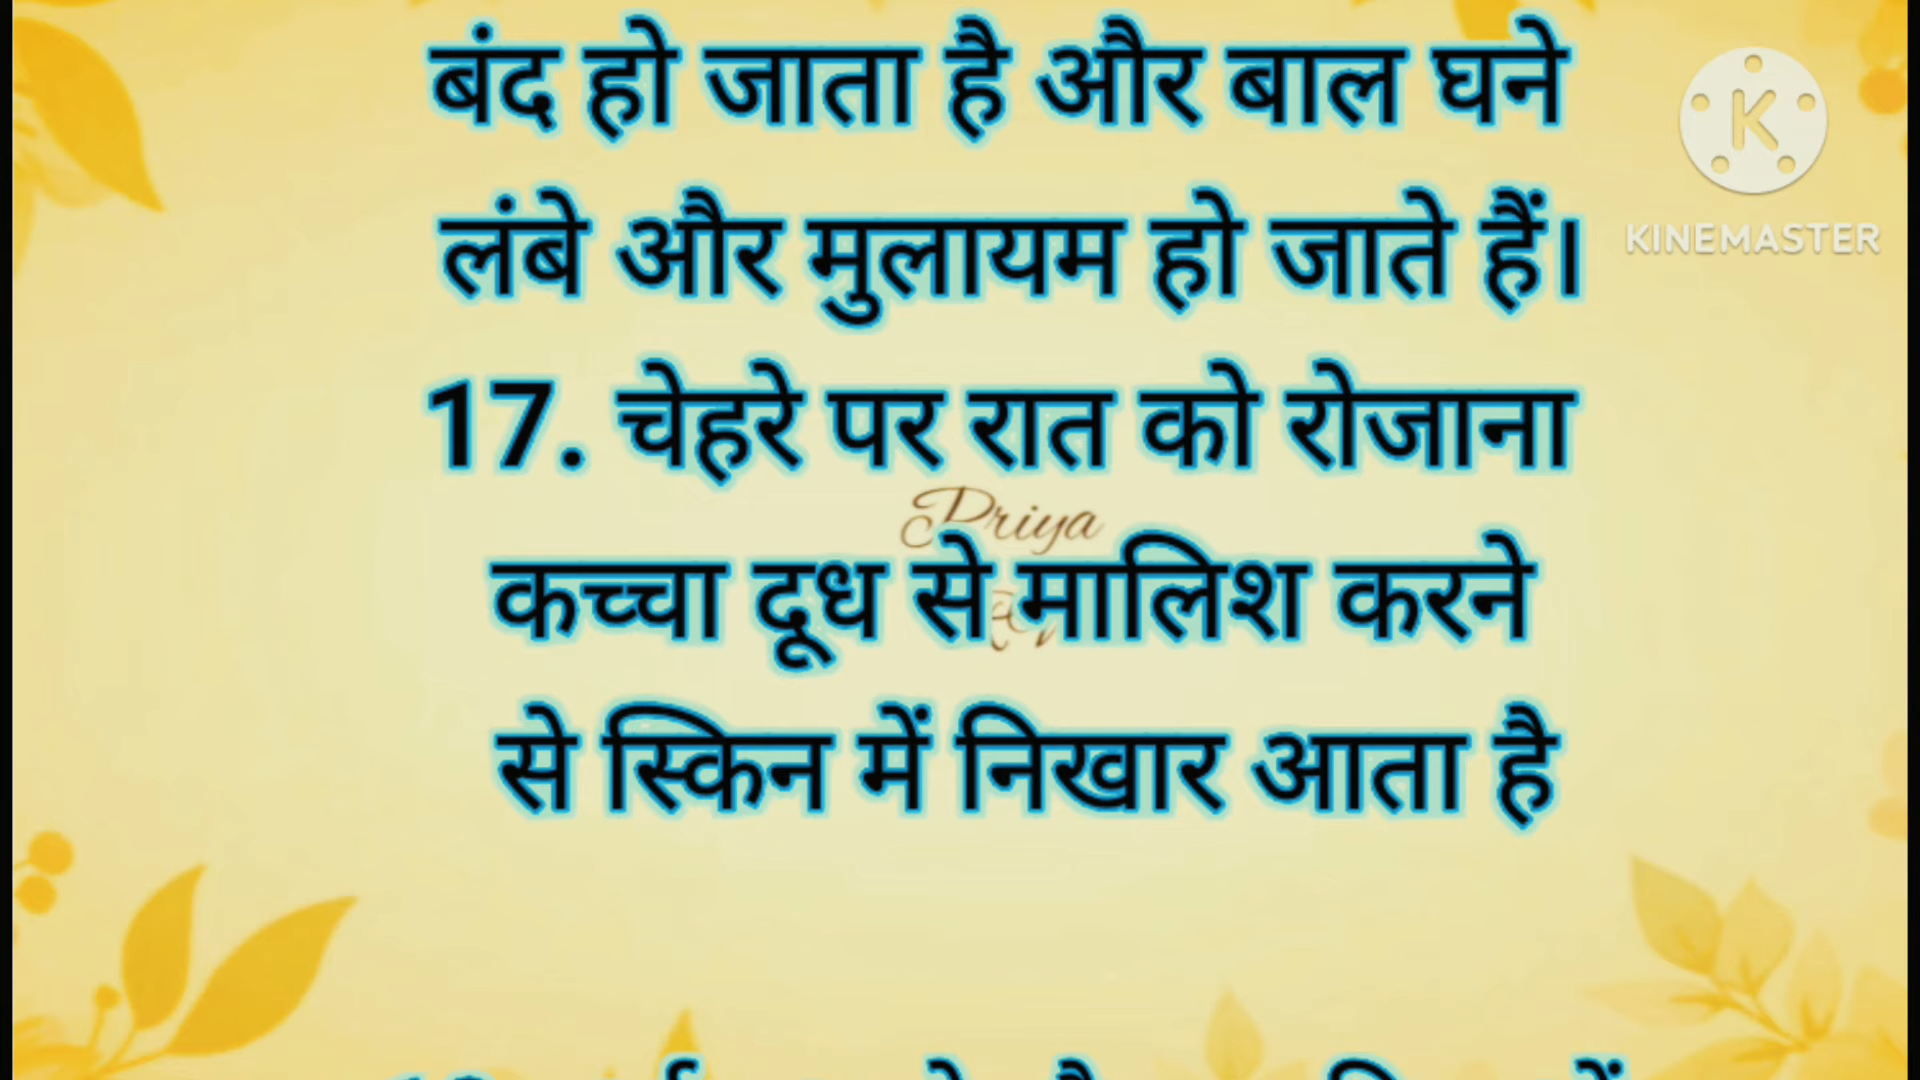 बंद हो जाता है और बाल घने
लंबे और मुलायम हो जाते हैं।
KINEMASTER
17. चेहरे पर रात को रोजाना
Priya
कच्चा दूध से मालिश करने
से स्किन में निखार आता है